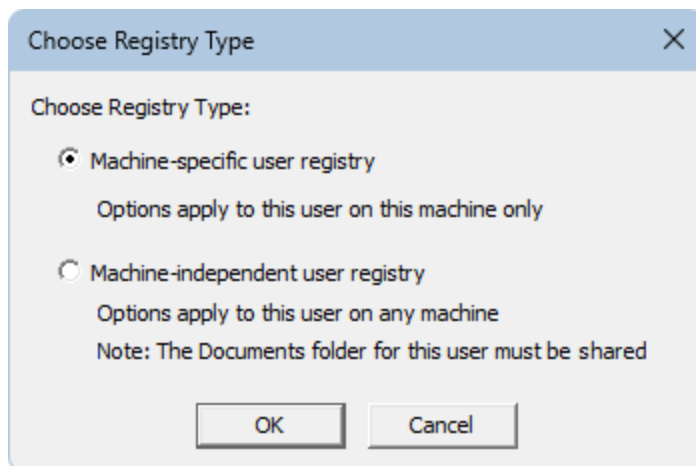 Choose Registry Type
Choose Registry Type:
Machine-specific user registry
Options apply to this user on this machine only
Machine-independent user registry
Options apply to this user on any machine
Note: The Documents folder for this user must be shared
OK
Cancel